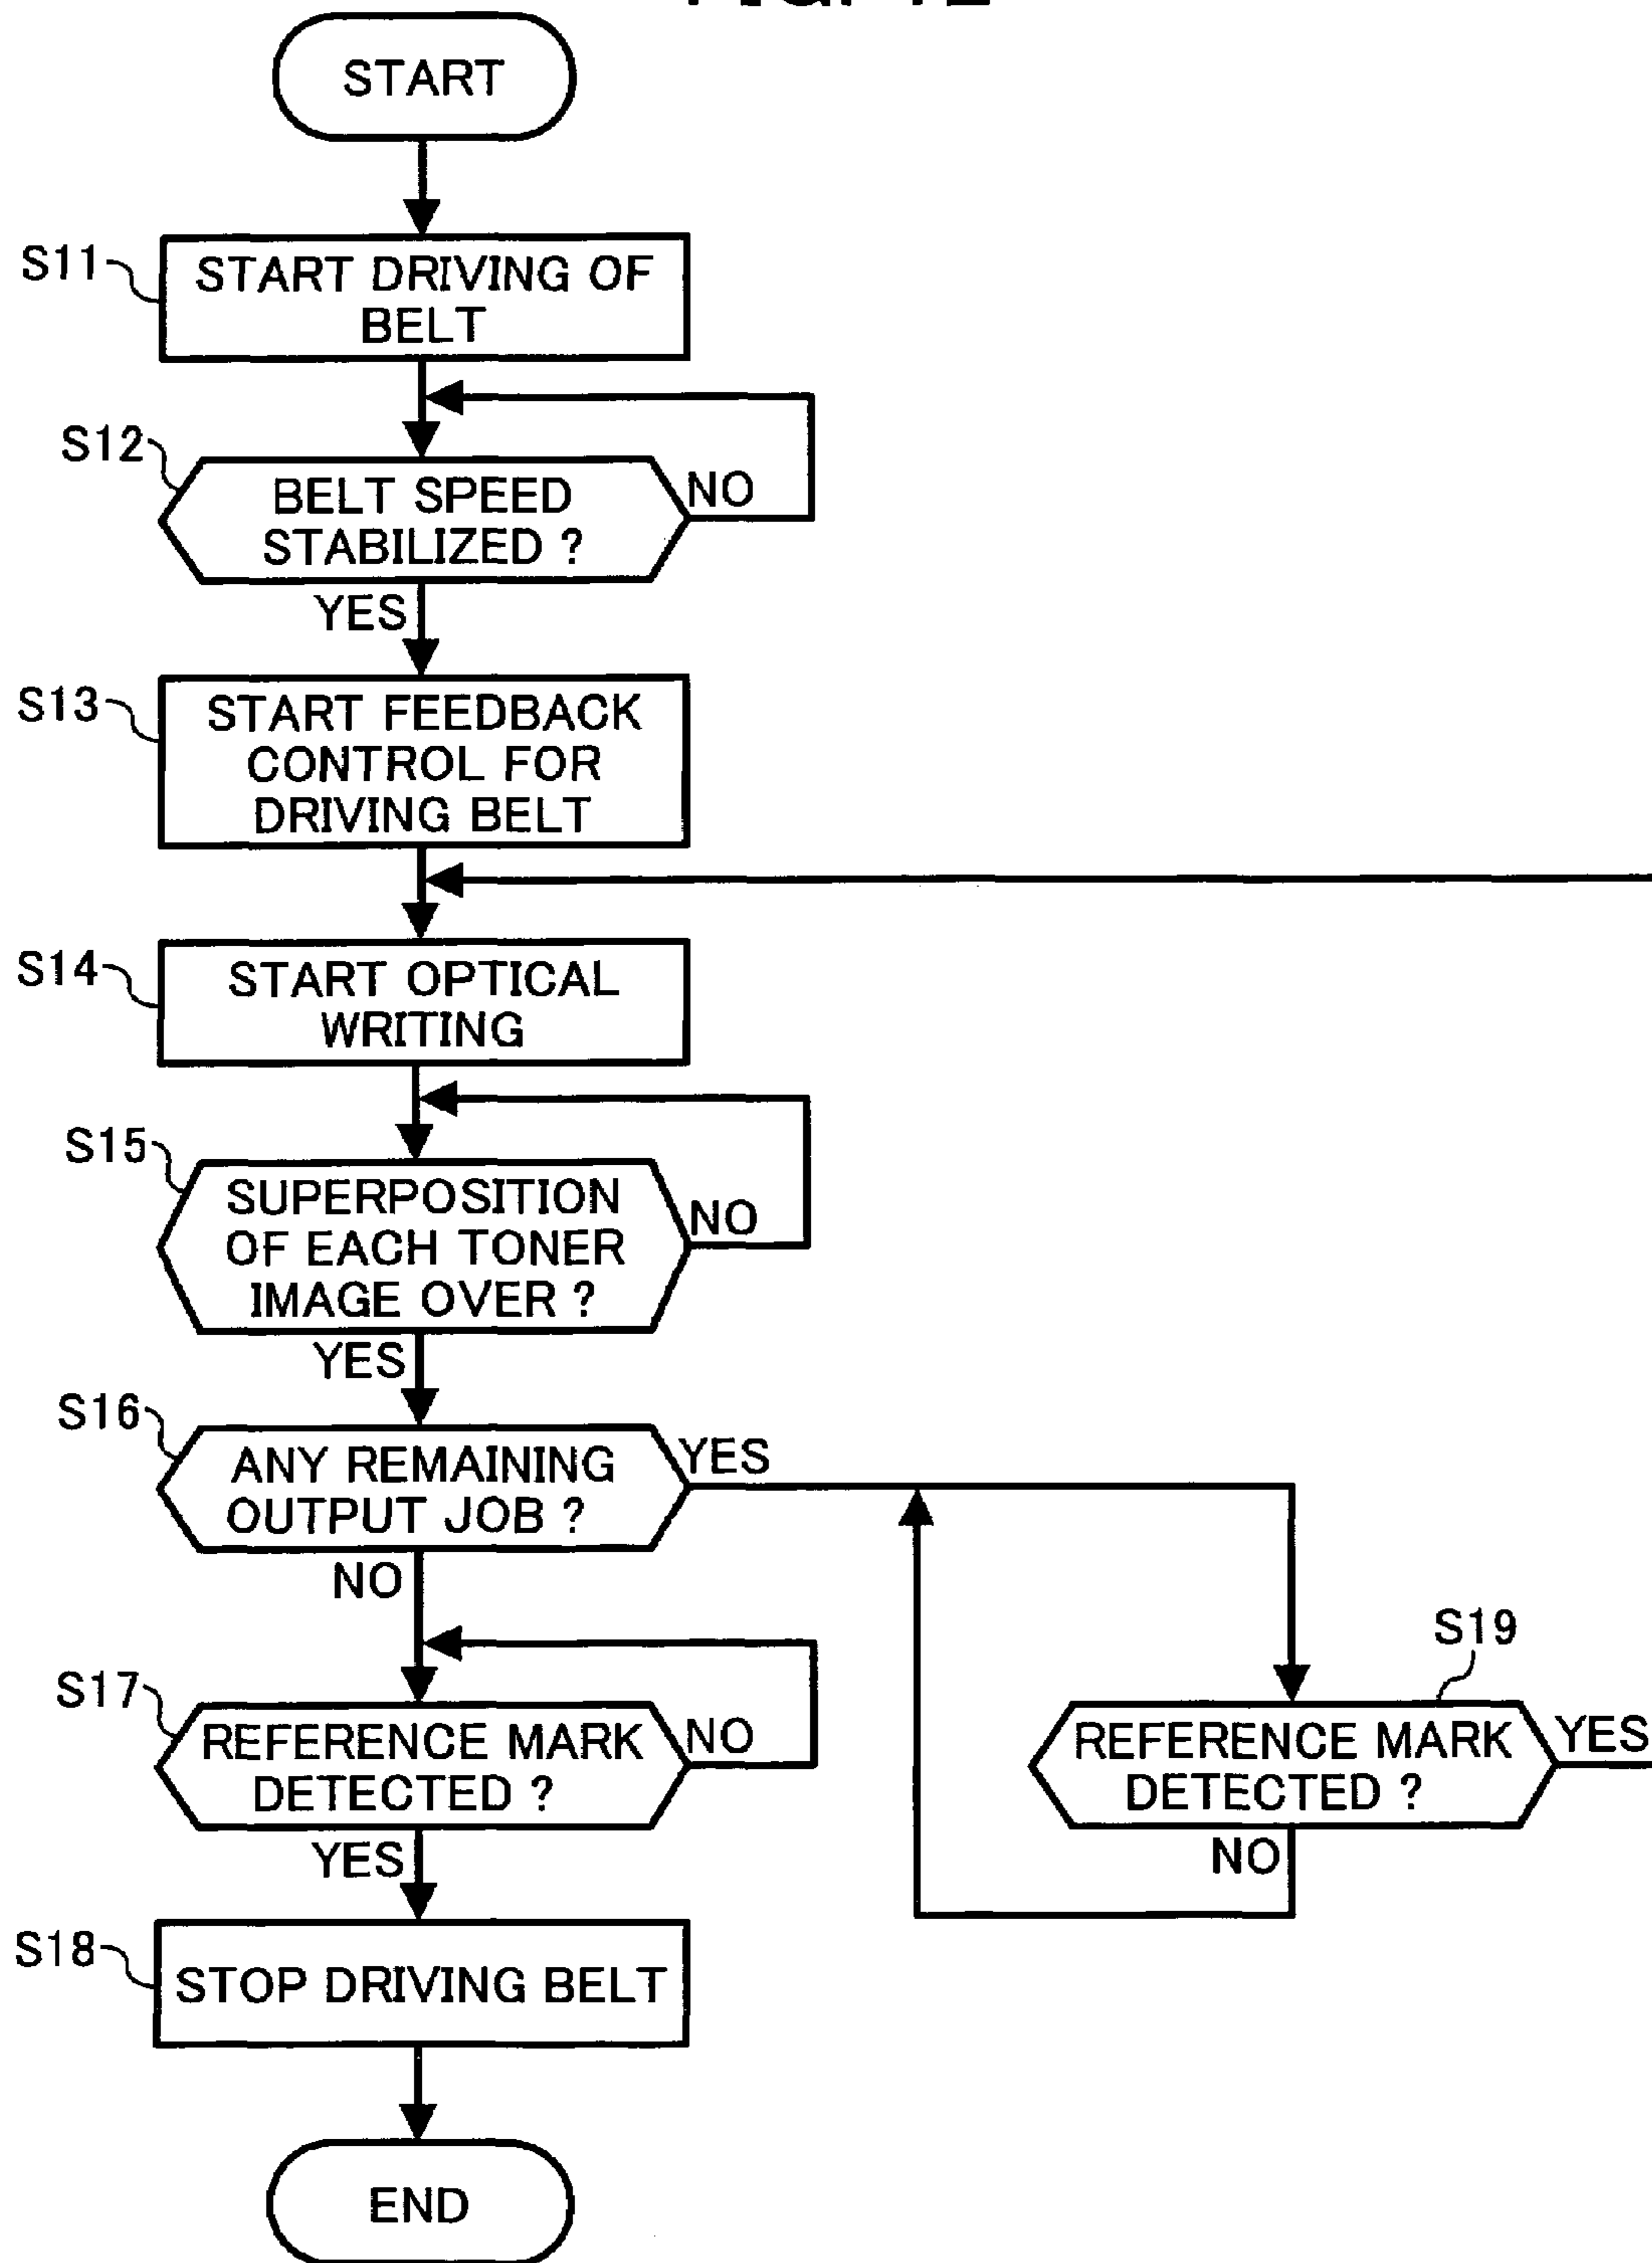 START
S11
START DRIVING OF
BELT
S12
BELT SPEED
STABILIZED ?
NO
YES
S13
START FEEDBACK
CONTROL FOR
DRIVING BELT
S14
START OPTICAL
WRITING
S15
SUPERPOSITION
OF EACH TONER
IMAGE OVER ?
NO
YES
S16
ANY REMAINING
OUTPUT JOB ?
YES
NO
S17
REFERENCE MARK
DETECTED ?
NO
YES
S19
REFERENCE MARK
DETECTED ?
YES
NO
S18
STOP DRIVING BELT
END